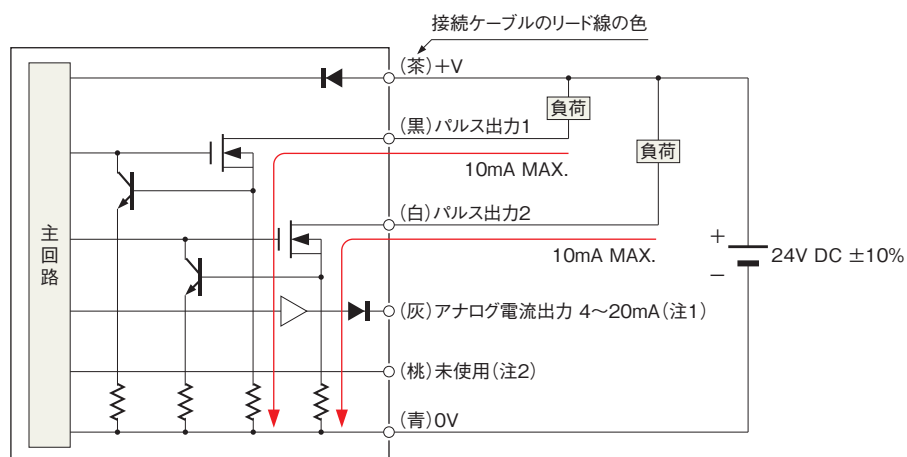 接続ケーブルのリード線の色
(茶)+V
負荷
(黒)パルス出力1
10mA MAX.
負荷
(白)パルス出力2
10mA MAX.
主回路
+
−
24V DC ±10%
(灰)アナログ電流出力 4〜20mA(注1)
(桃)未使用(注2)
(青)0V